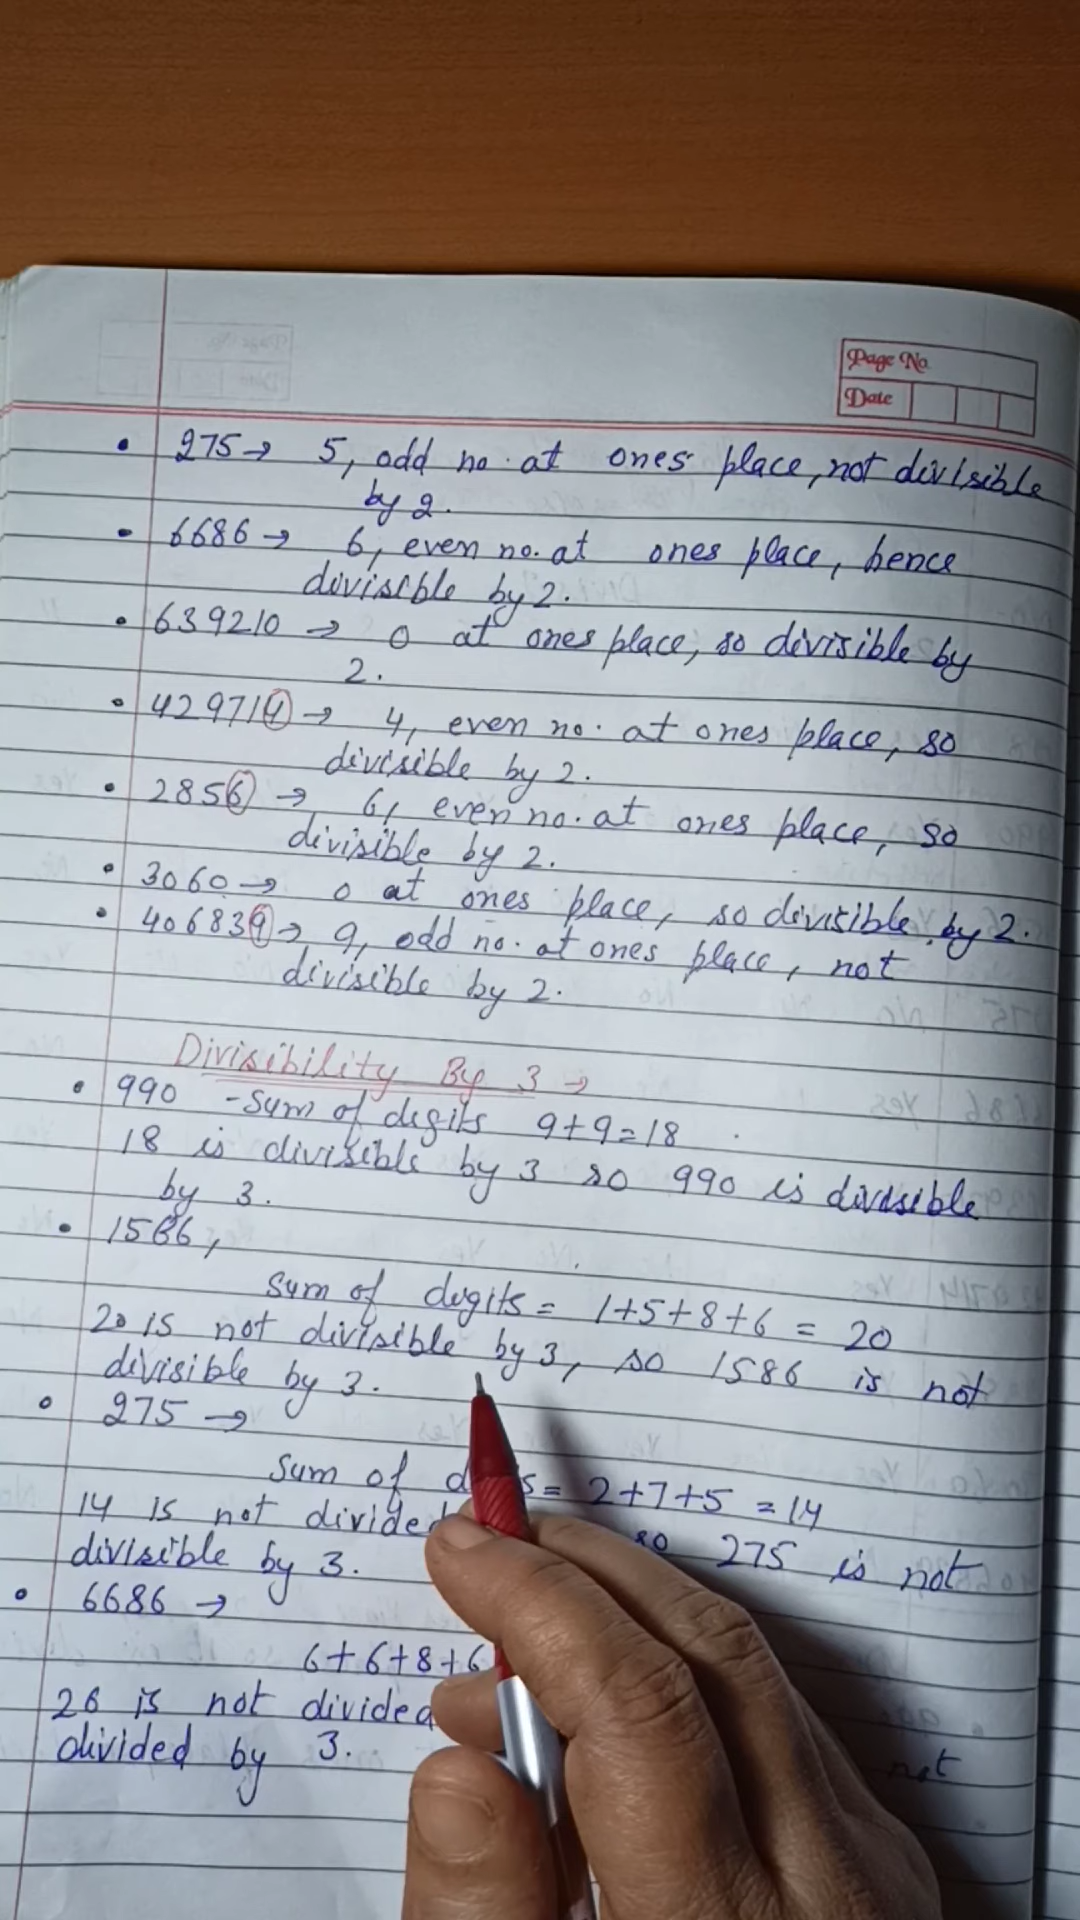 Page No.
Date
• 275 → 5, odd no. at ones place, not divisible
by 2.
• 6686 → 6, even no. at ones place, hence
divisible by 2.
• 639210 → 0 at ones place, so divisible by
2.
• 429714 → 4, even no. at ones place, so
divisible by 2.
• 2856 → 6, even no. at ones place, so
divisible by 2.
• 3060 → 0 at ones place, so divisible by 2.
• 406839 → 9, odd no. at ones place, not
divisible by 2.
Divisibility By 3 →
• 990 - Sum of degits 9+9=18
18 is divisible by 3 so 990 is divisible
by 3.
• 1586,
Sum of degits = 1+5+8+6 = 20
20 is not divisible by 3, so 1586 is not
divisible by 3.
• 275 →
Sum of = 2+7+5 = 14
14 is not divided so 275 is not
divisible by 3.
• 6686 →
6+6+8+6
26 is not divided not
divided by 3.